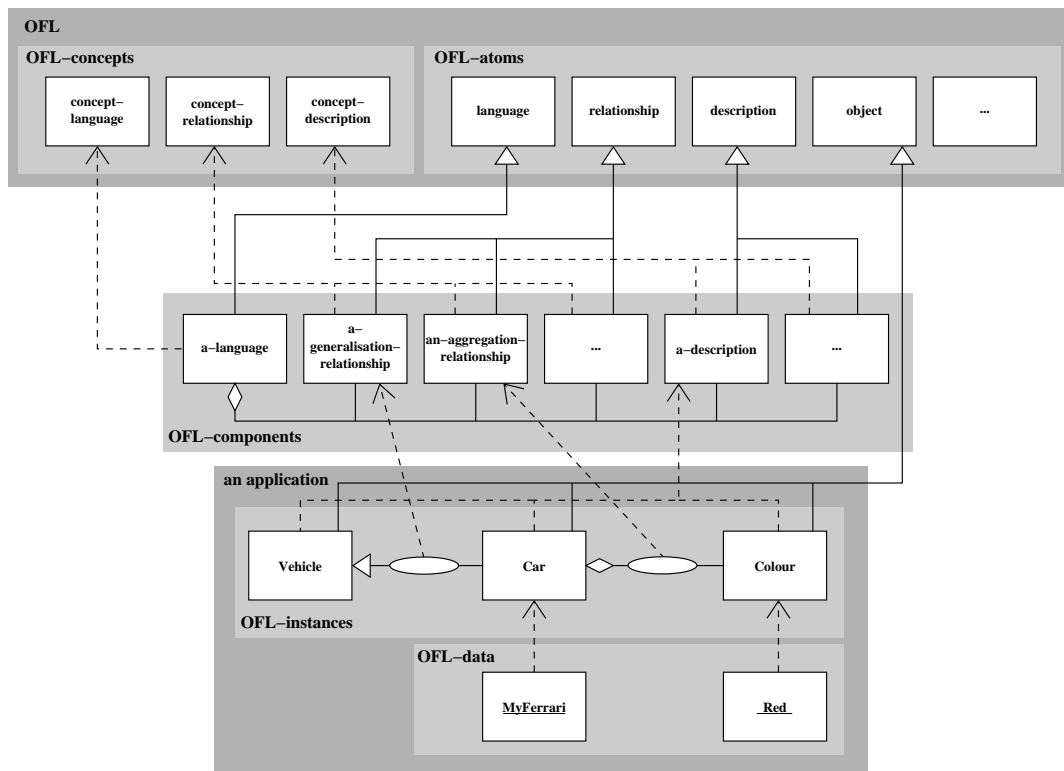 OFL
OFL–concepts
OFL–atoms
concept–
language
concept–
relationship
concept–
description
language
relationship
description
object
...
a–language
a–
generalisation–
relationship
an–aggregation–
relationship
...
a–description
...
OFL–components
an application
Vehicle
Car
Colour
OFL–instances
OFL–data
MyFerrari
Red